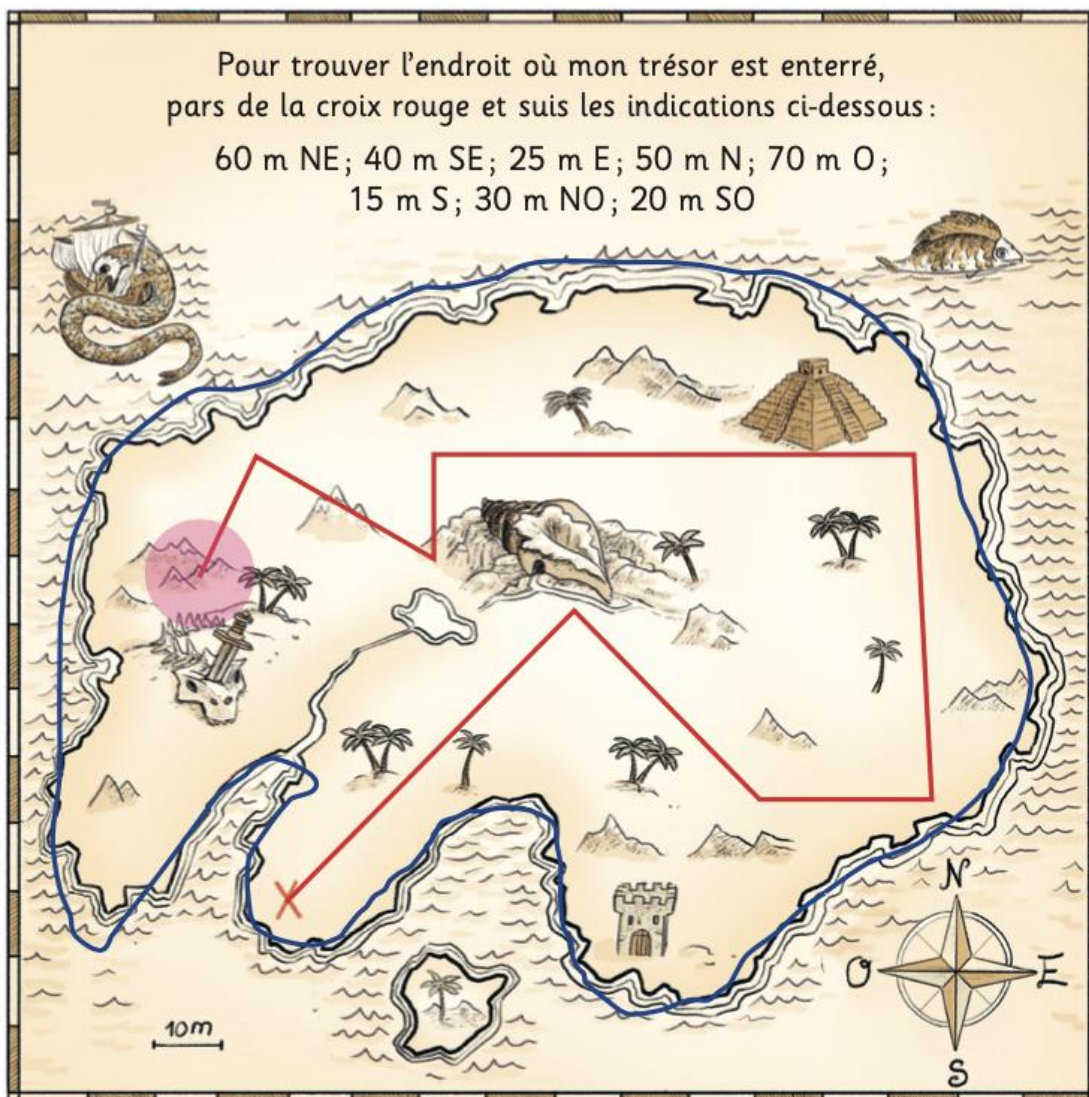 Pour trouver l'endroit où mon trésor est enterré,
pars de la croix rouge et suis les indications ci-dessous :
60 m NE ; 40 m SE ; 25 m E ; 50 m N ; 70 m O ;
15 m S ; 30 m NO ; 20 m SO
N
O
E
10m
S